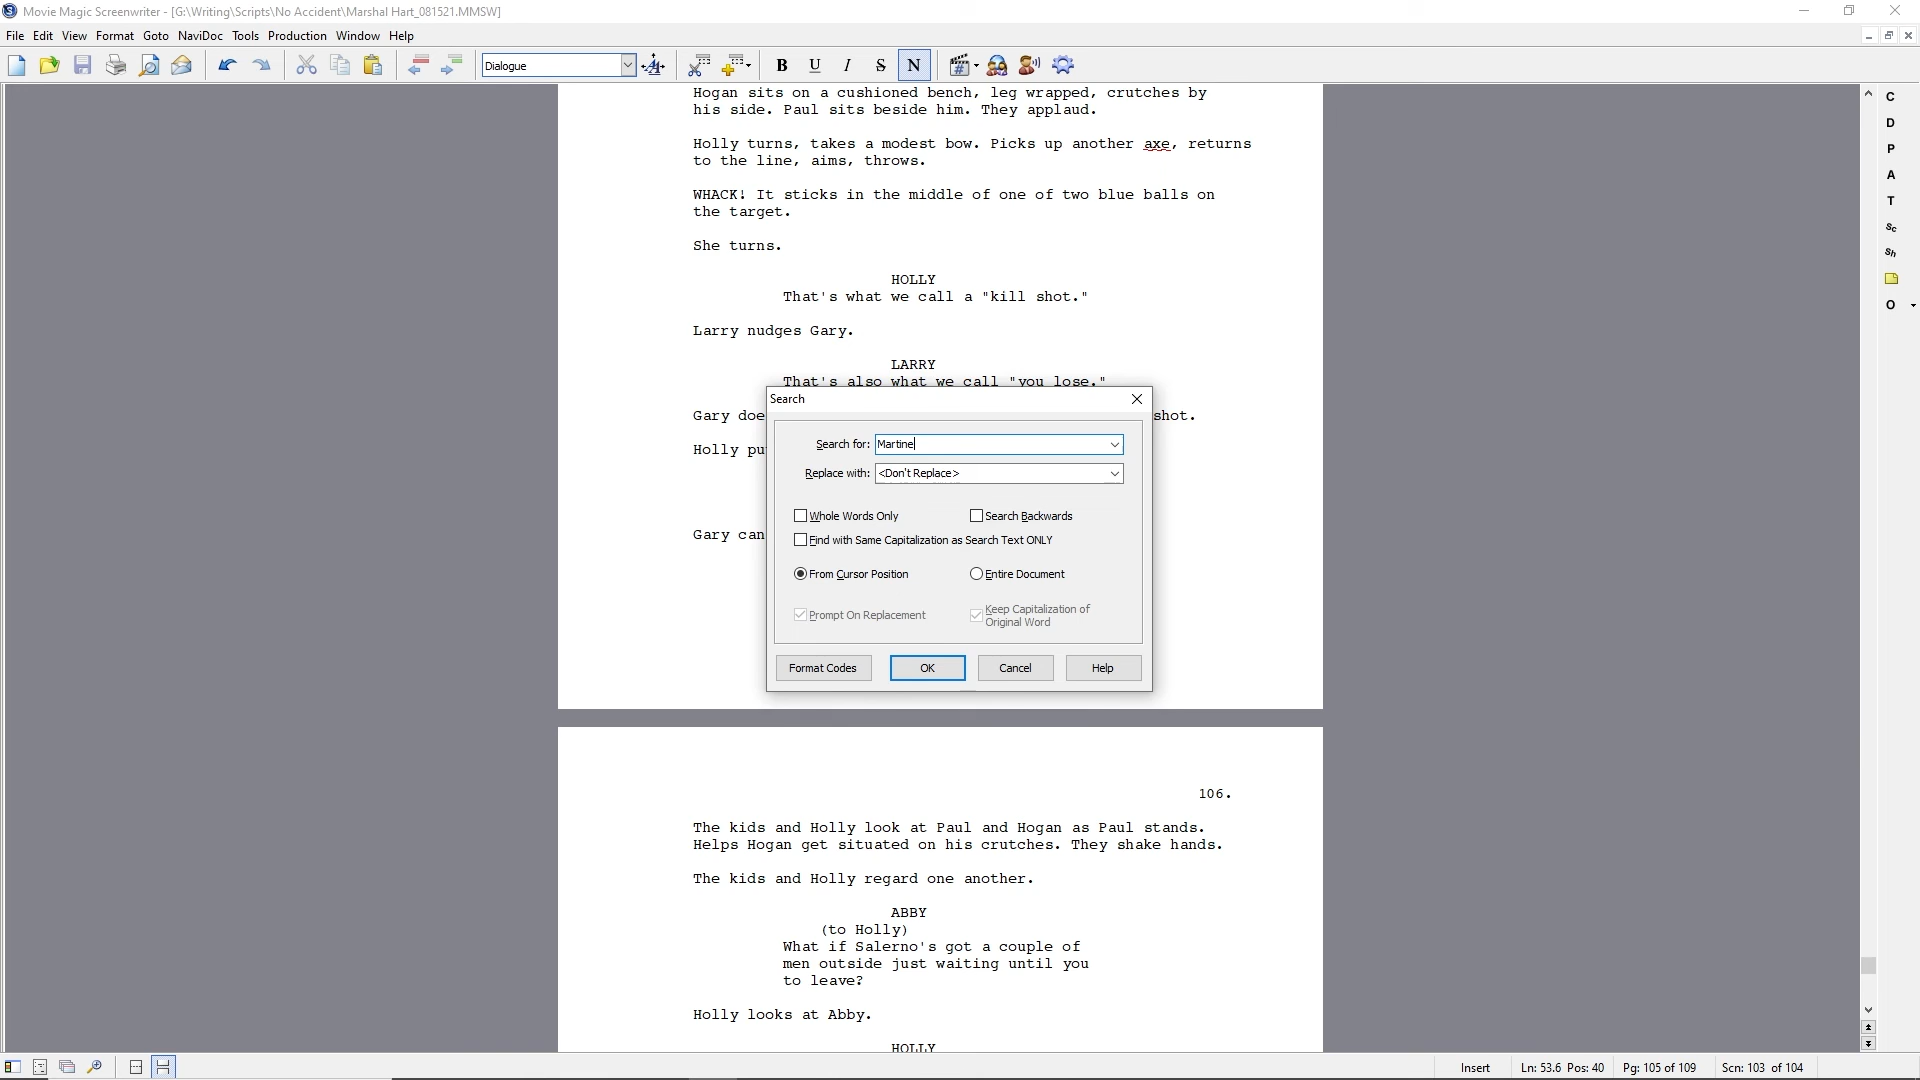 Movie Magic Screenwriter - [G:\Writing\Scripts\No Accident\Marshal Hart_081521.MMSW]
File Edit View Format Goto NaviDoc Tools Production Window Help
Dialogue
A
B U I S N
C
D
P
A
T
Sc
Sh
O
Hogan sits on a cushioned bench, leg wrapped, crutches by
his side. Paul sits beside him. They applaud.
Holly turns, takes a modest bow. Picks up another axe, returns
to the line, aims, throws.
WHACK! It sticks in the middle of one of two blue balls on
the target.
She turns.
HOLLY
That's what we call a "kill shot."
Larry nudges Gary.
LARRY
That's also what we call "you lose."
Gary doe
shot.
Holly pu
Gary can
Search
Search for: Martine
Replace with: <Don't Replace>
Whole Words Only
Search Backwards
Find with Same Capitalization as Search Text ONLY
From Cursor Position
Entire Document
Prompt On Replacement
Keep Capitalization of
Original Word
Format Codes
OK
Cancel
Help
106.
The kids and Holly look at Paul and Hogan as Paul stands.
Helps Hogan get situated on his crutches. They shake hands.
The kids and Holly regard one another.
ABBY
(to Holly)
What if Salerno's got a couple of
men outside just waiting until you
to leave?
Holly looks at Abby.
HOLLY
Insert
Ln: 53.6 Pos: 40
Pg: 105 of 109
Scn: 103 of 104